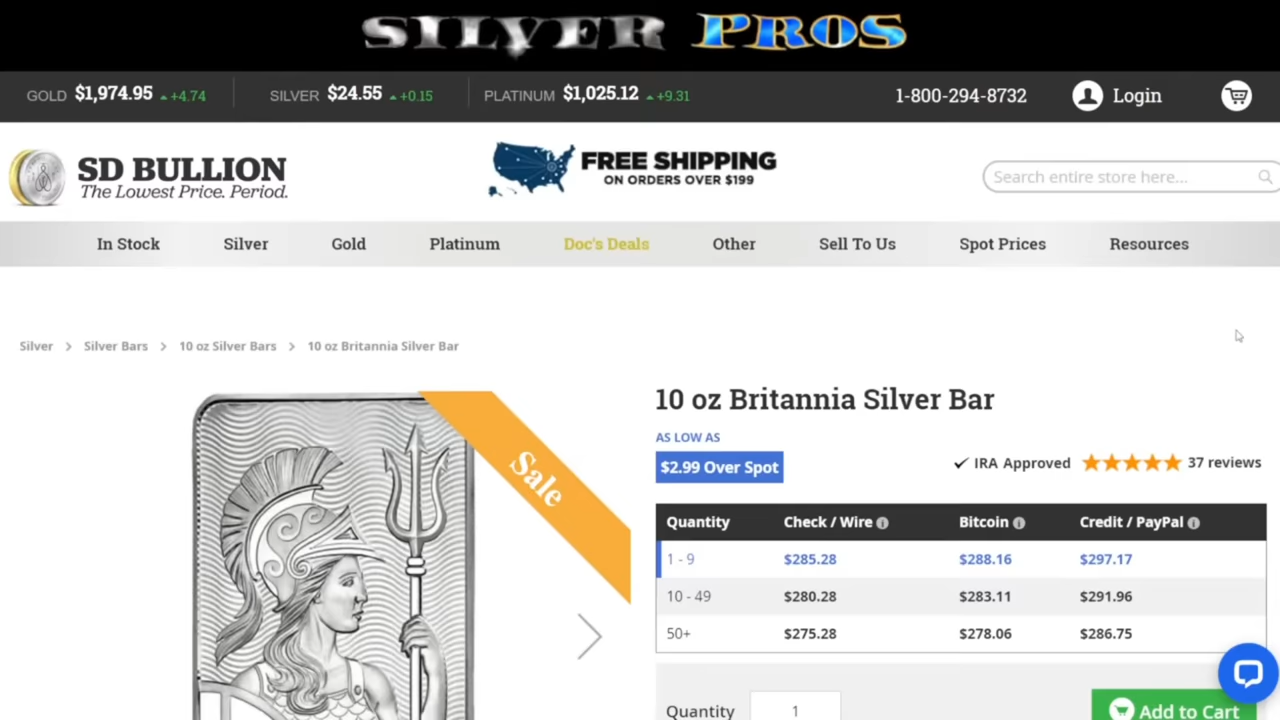 SILVER PROS
GOLD $1,974.95 +4.74 SILVER $24.55 +0.15 PLATINUM $1,025.12 +9.31 1-800-294-8732 Login
SD BULLION
The Lowest Price. Period.
FREE SHIPPING
ON ORDERS OVER $199
Search entire store here...
In Stock Silver Gold Platinum Doc's Deals Other Sell To Us Spot Prices Resources
Silver > Silver Bars > 10 oz Silver Bars > 10 oz Britannia Silver Bar
Sale
10 oz Britannia Silver Bar
AS LOW AS
$2.99 Over Spot
IRA Approved 37 reviews
Quantity Check / Wire Bitcoin Credit / PayPal
1 - 9 $285.28 $288.16 $297.17
10 - 49 $280.28 $283.11 $291.96
50+ $275.28 $278.06 $286.75
Quantity 1 Add to Cart